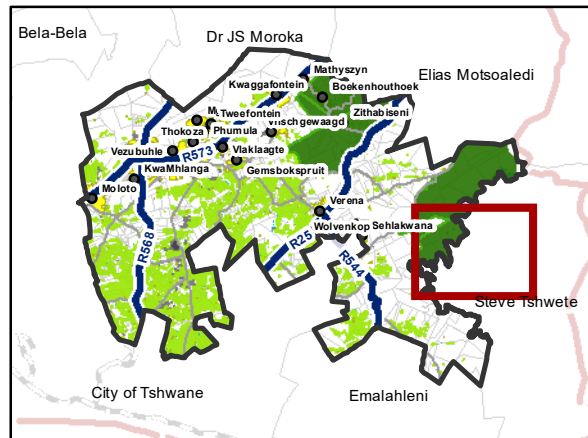 Bela-Bela
Dr JS Moroka
Mathyszyn
Elias Motsoaledi
Kwaggafontein
Boekenhouthoek
Tweefontein
Zithabiseni
Thokoza
Phumula
Vlaklaagte
Vezubuhle
R573
KwaMhlanga
Gemsbokspruit
Moloto
Verena
Wolvenkop
Sehlakwana
R568
R25
R544
Steve Tshwete
City of Tshwane
Emalahleni